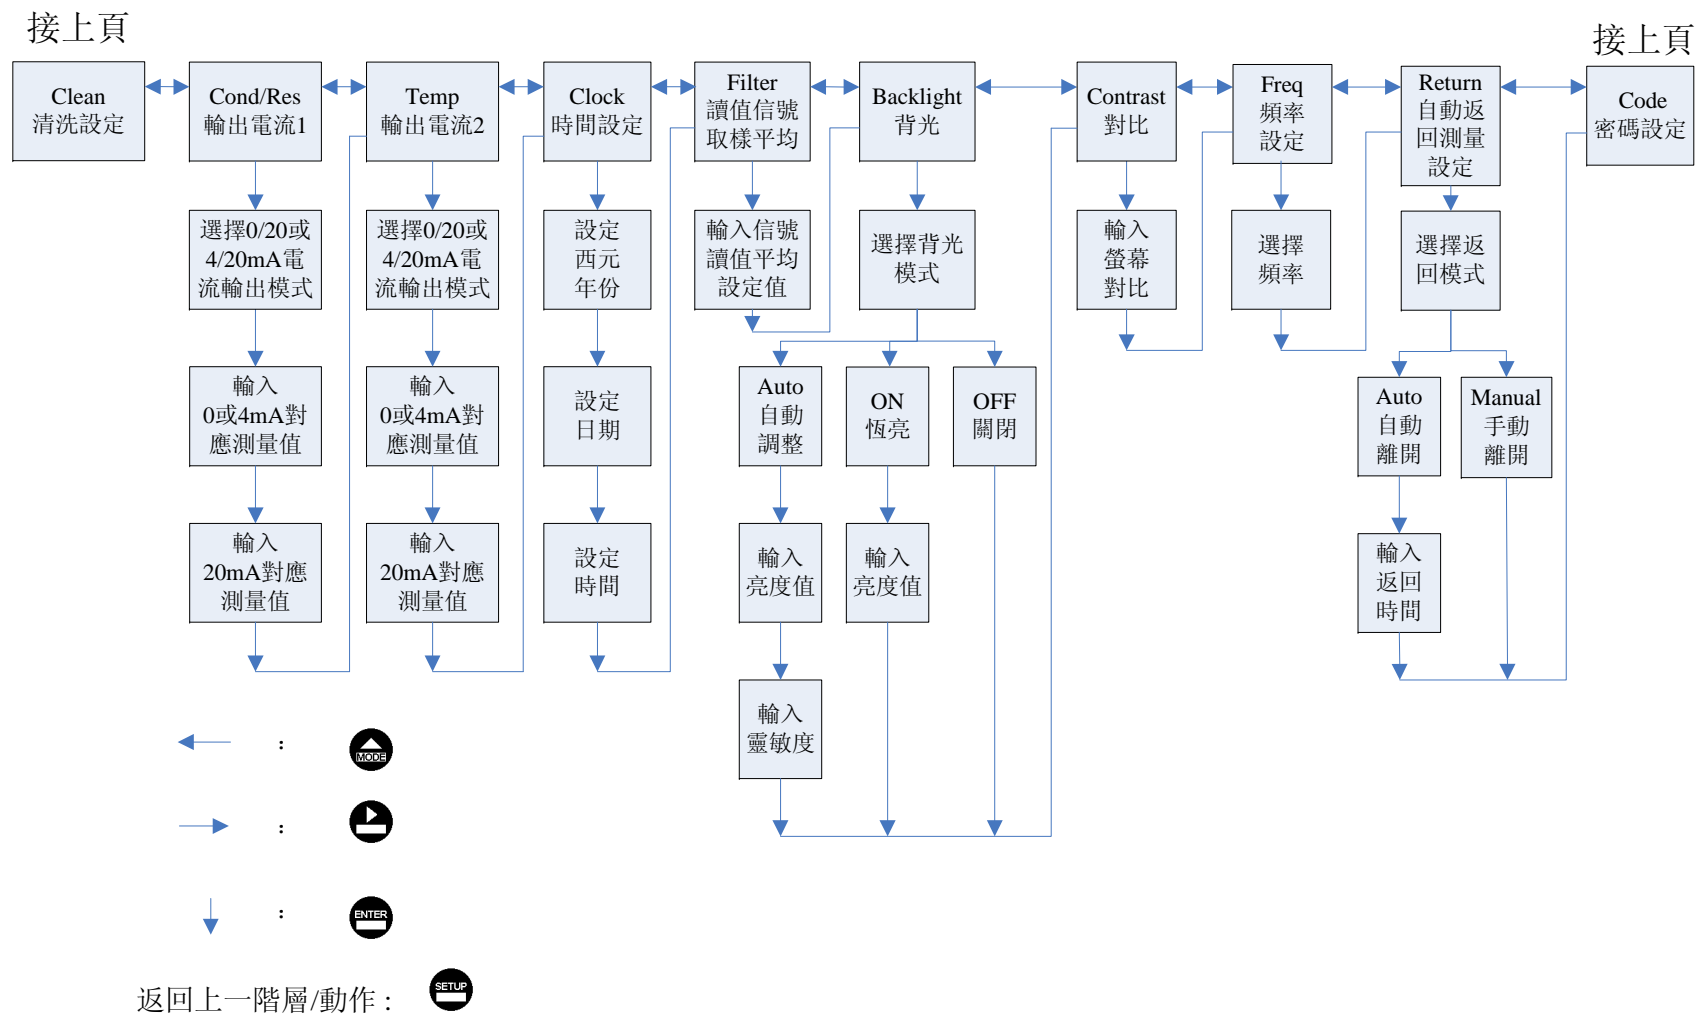 接上頁
接上頁
Clean
清洗設定
Cond/Res
輸出電流1
Temp
輸出電流2
Clock
時間設定
Filter
讀值信號
取樣平均
Backlight
背光
Contrast
對比
Freq
頻率
設定
Return
自動返
回測量
設定
Code
密碼設定
選擇0/20或
4/20mA電
流輸出模式
選擇0/20或
4/20mA電
流輸出模式
設定
西元
年份
輸入信號
讀值平均
設定值
選擇背光
模式
輸入
螢幕
對比
選擇
頻率
選擇返
回模式
輸入
0或4mA對
應測量值
輸入
0或4mA對
應測量值
設定
日期
Auto
自動
調整
ON
恆亮
OFF
關閉
Auto
自動
離開
Manual
手動
離開
輸入
20mA對應
測量值
輸入
20mA對應
測量值
設定
時間
輸入
亮度值
輸入
亮度值
輸入
返回
時間
輸入
靈敏度
:
MODE
:
:
ENTER
返回上一階層/動作 :
SETUP